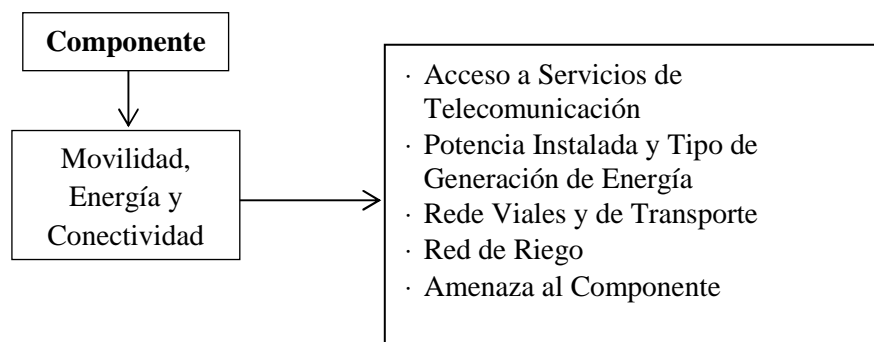 Componente
Movilidad,
Energía y
Conectividad
· Acceso a Servicios de
Telecomunicación
· Potencia Instalada y Tipo de
Generación de Energía
· Rede Viales y de Transporte
· Red de Riego
· Amenaza al Componente